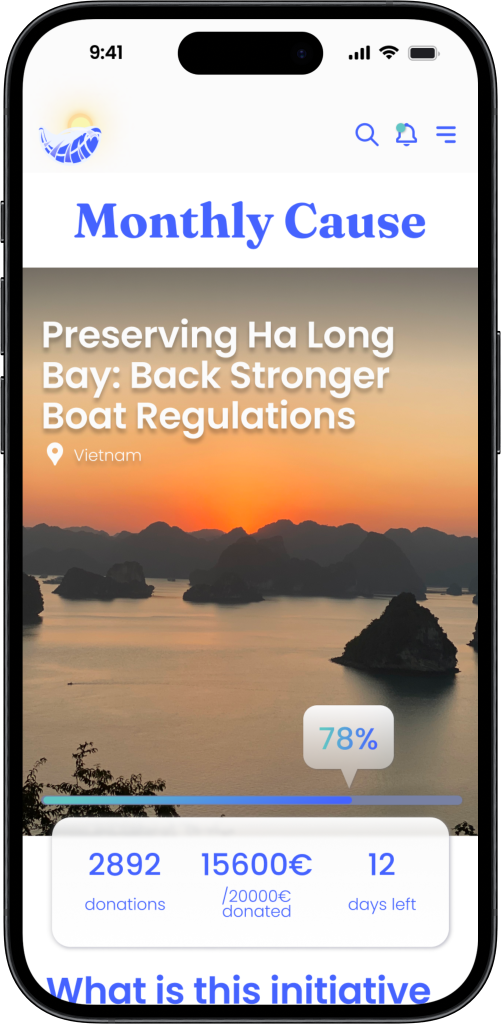 9:41
Monthly Cause
Preserving Ha Long
Bay: Back Stronger
Boat Regulations
Vietnam
78%
2892 15600€ 12
donations /20000€ donated days left
What is this initiative